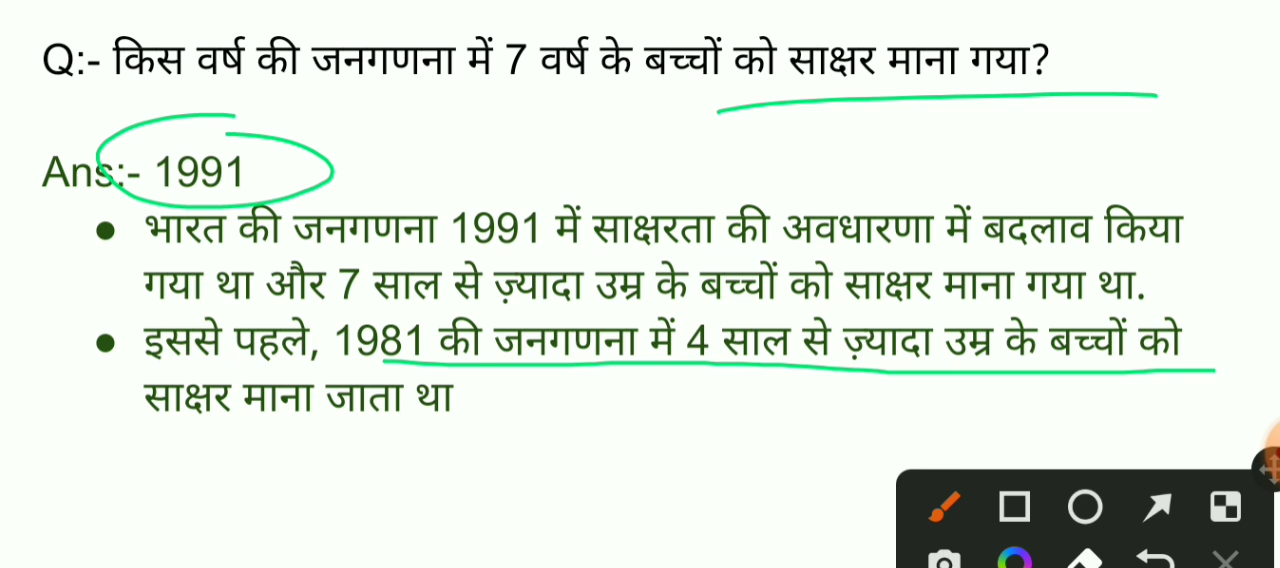 Q:- किस वर्ष की जनगणना में 7 वर्ष के बच्चों को साक्षर माना गया?
Ans:- 1991
● भारत की जनगणना 1991 में साक्षरता की अवधारणा में बदलाव किया
गया था और 7 साल से ज़्यादा उम्र के बच्चों को साक्षर माना गया था.
● इससे पहले, 1981 की जनगणना में 4 साल से ज़्यादा उम्र के बच्चों को
साक्षर माना जाता था